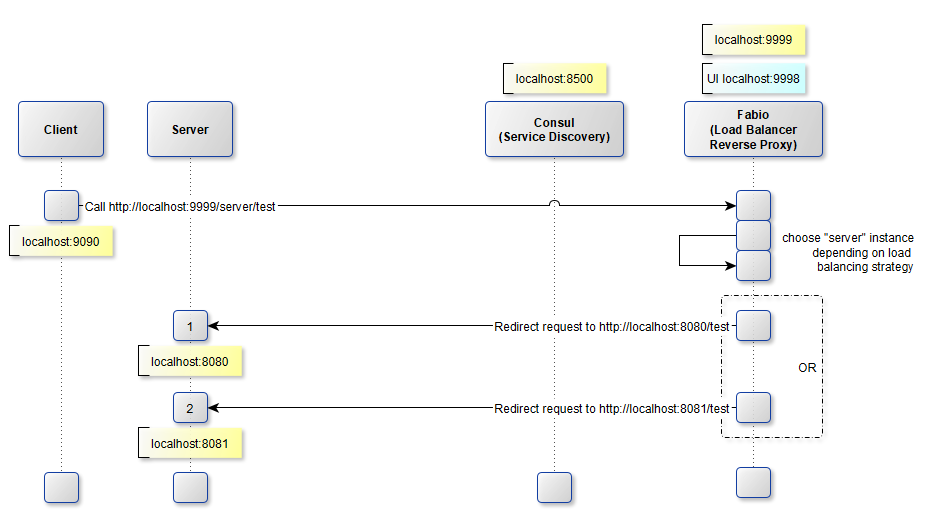 localhost:9999
localhost:8500
UI localhost:9998
Client
Server
Consul
(Service Discovery)
Fabio
(Load Balancer
Reverse Proxy)
Call http://localhost:9999/server/test
localhost:9090
choose "server" instance
depending on load
balancing strategy
1
Redirect request to http://localhost:8080/test
localhost:8080
OR
2
Redirect request to http://localhost:8081/test
localhost:8081